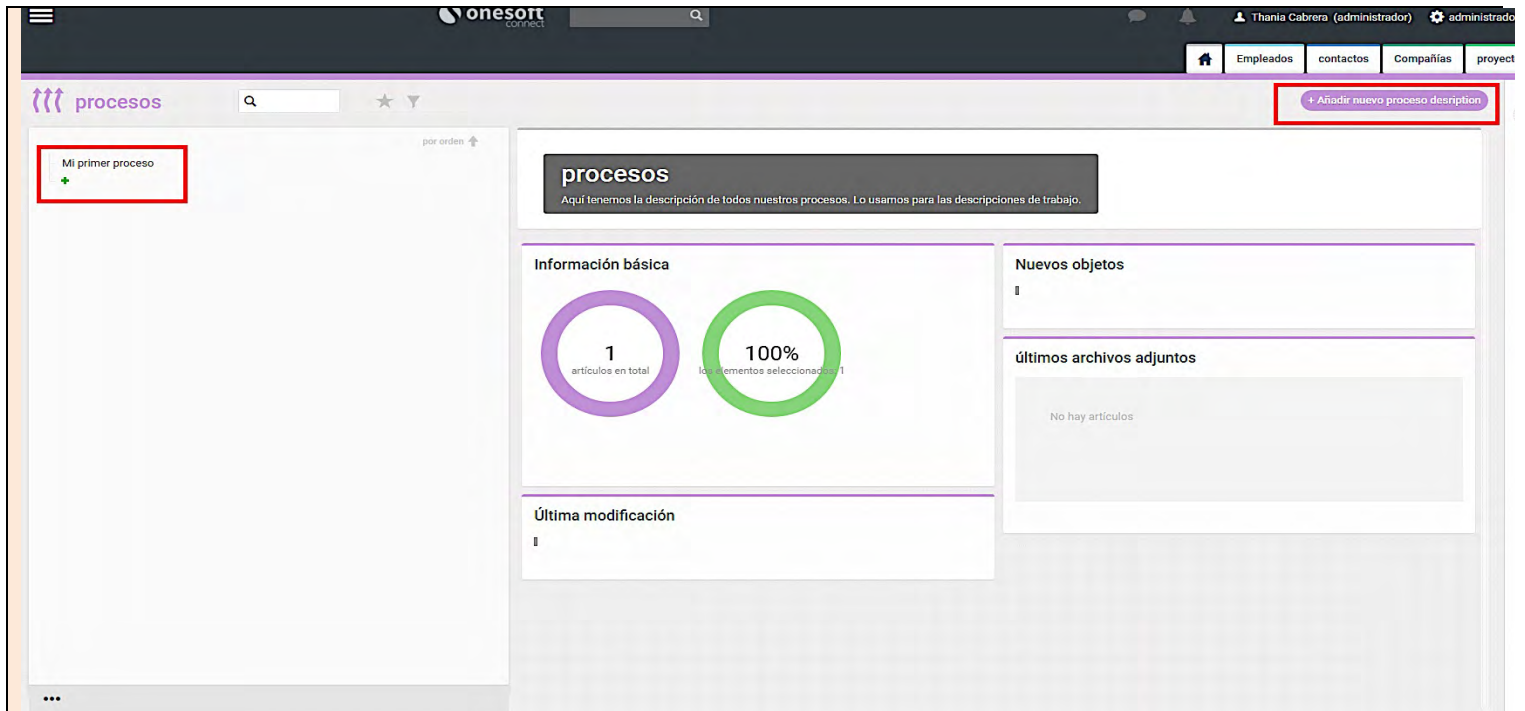 onesoft
connect
Thania Cabrera (administrador) administrado
Empleados contactos Compañías proyect
procesos
+ Añadir nuevo proceso desription
por orden
Mi primer proceso
procesos
Aquí tenemos la descripción de todos nuestros procesos. Lo usamos para las descripciones de trabajo.
Información básica
1
artículos en total
100%
los elementos seleccionados, 1
Nuevos objetos
últimos archivos adjuntos
No hay artículos
Última modificación